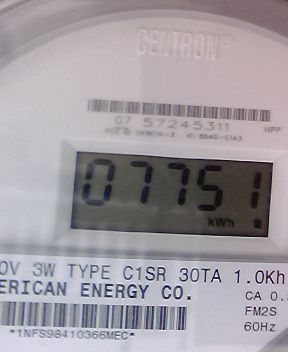 CENTRON®
07 57245311 HPP
07751
kWh
0V 3W TYPE C1SR 30TA 1.0Kh
ERICAN ENERGY CO.
CA 0.
FM2S
*1NFS98410366MEC*
60Hz